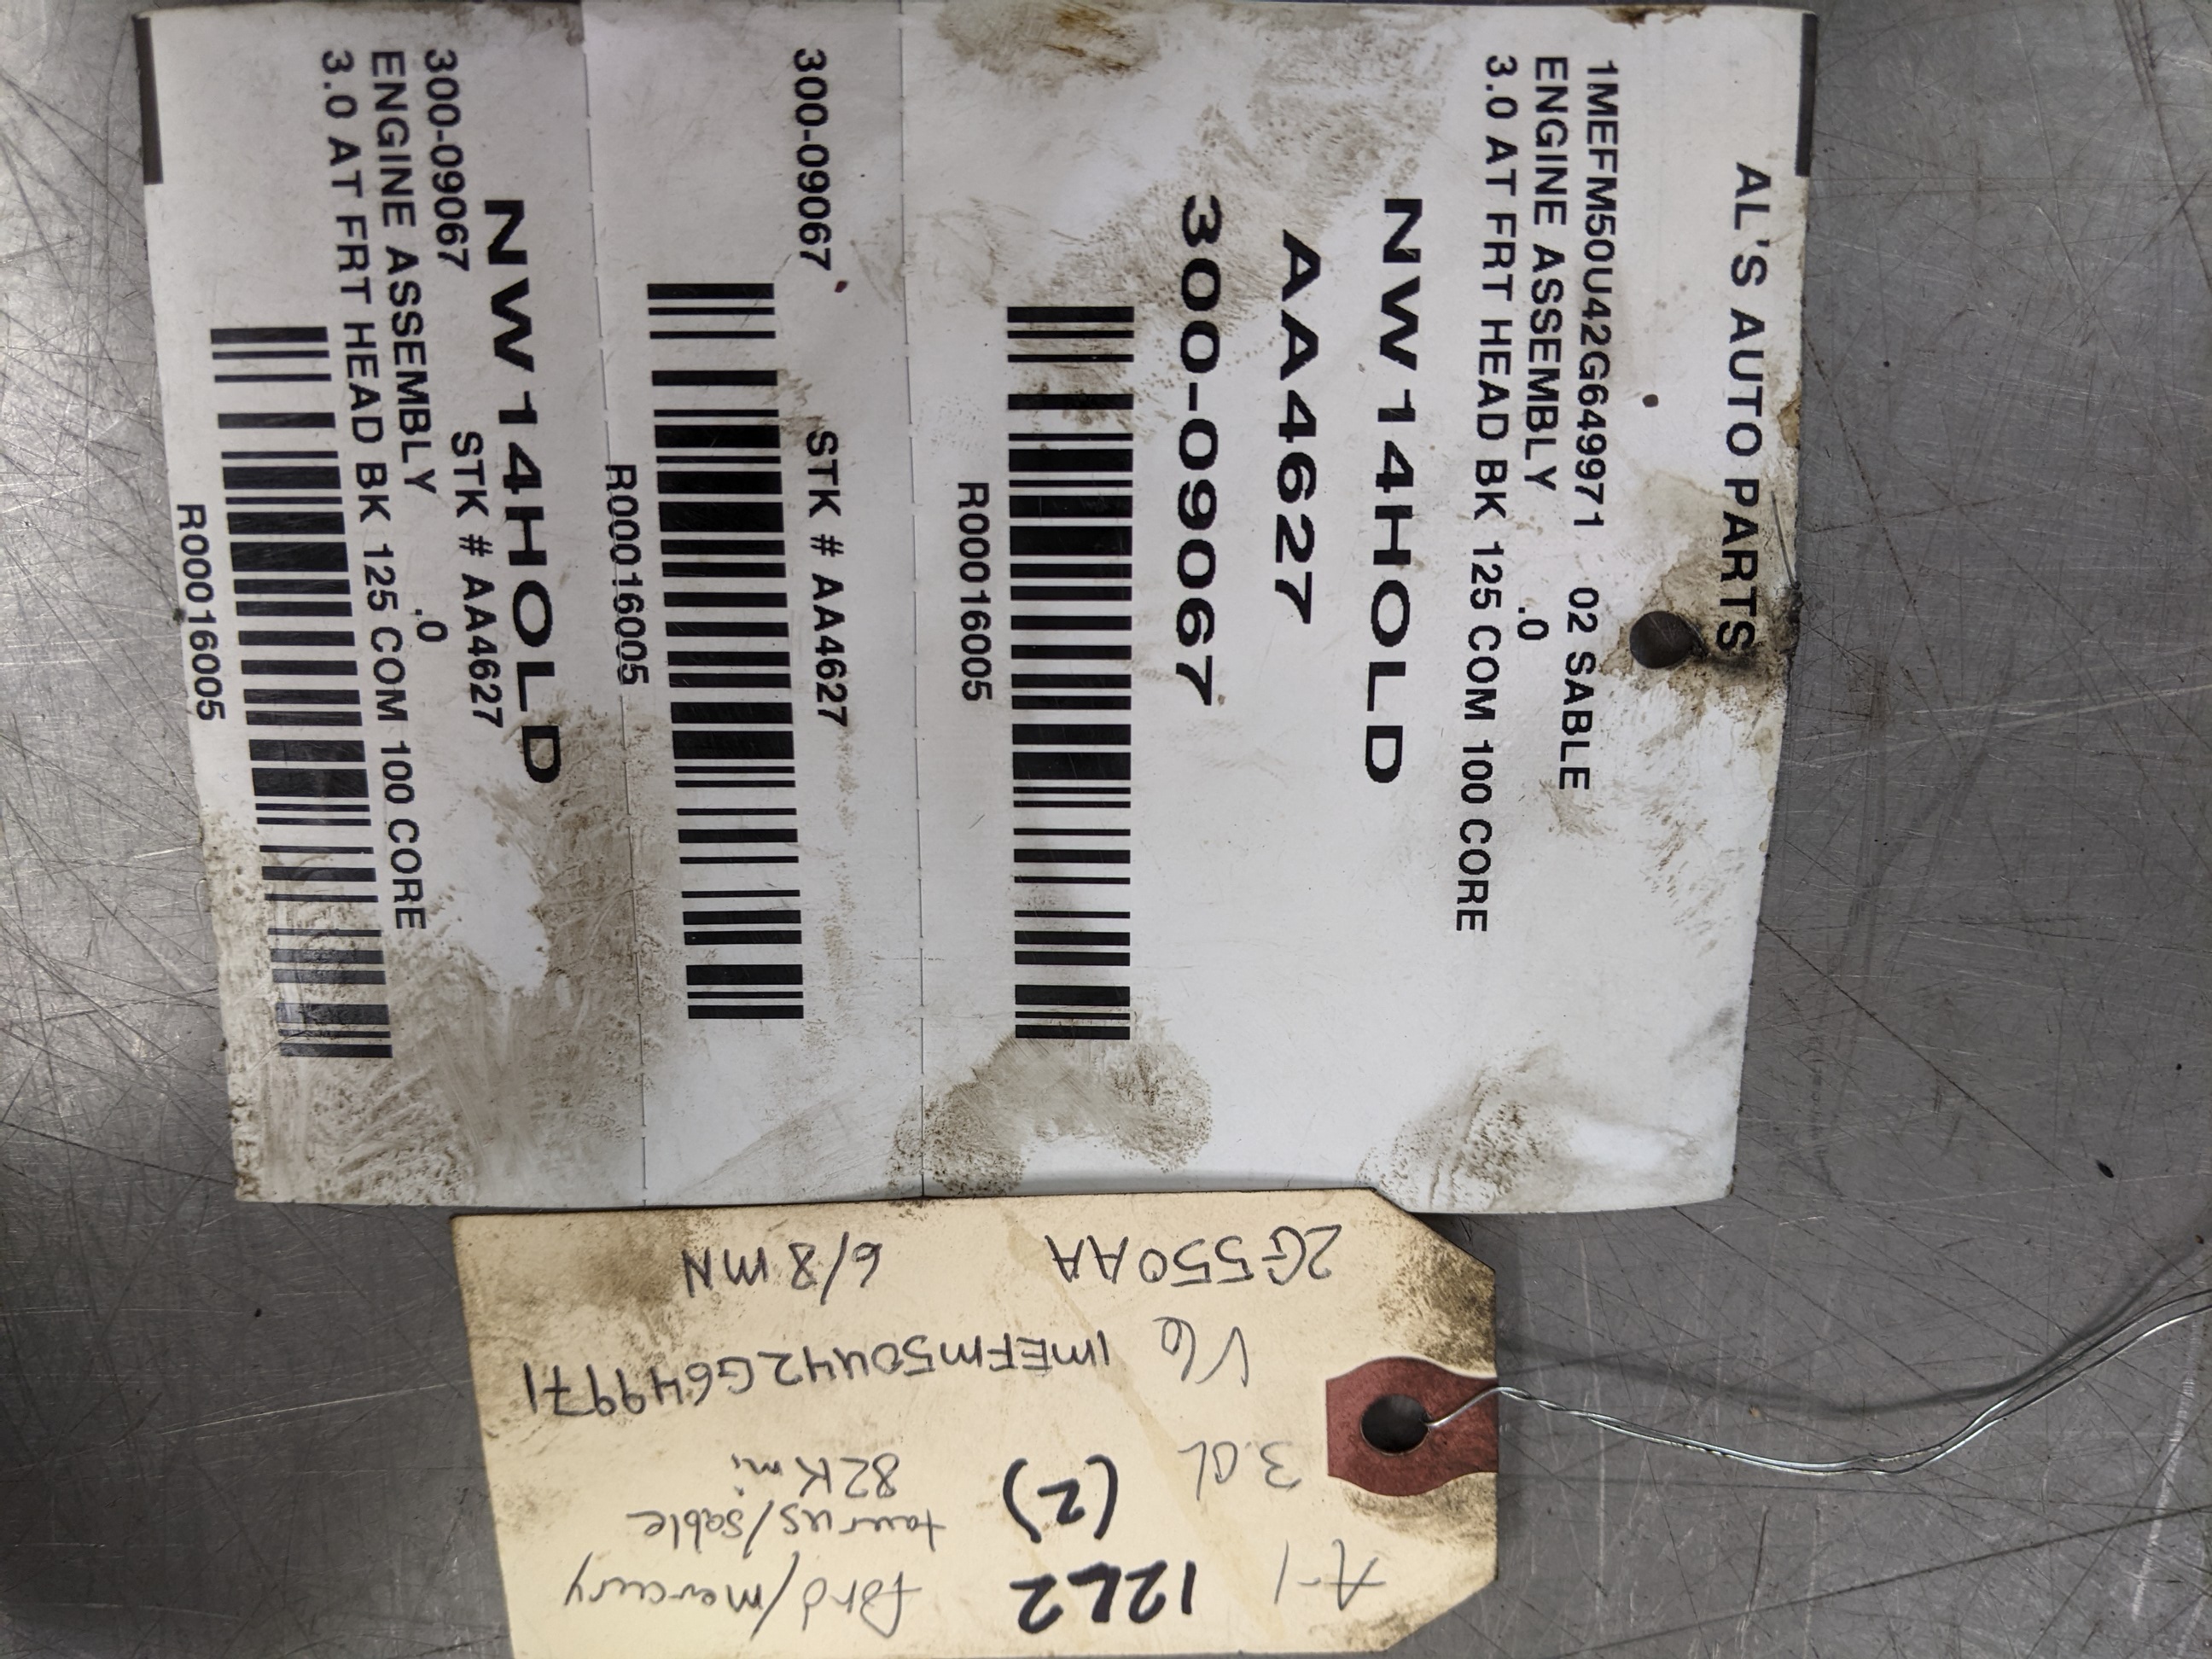 AL'S AUTO PARTS
1MEFM50U42G649971 02 SABLE
ENGINE ASSEMBLY .0
3.0 AT FRT HEAD BK 125 COM 100 CORE
NW14HOLD
AA4627
300-09067
R00016005
300-09067 STK # AA4627
R00016005
NW14HOLD
300-09067 STK # AA4627
ENGINE ASSEMBLY .0
3.0 AT FRT HEAD BK 125 COM 100 CORE
R00016005
A-1 12L2 ford/mercury
taurus/sable
3.0L (2) 82K mi
V6 1MEFM50U42G649971
2G550AA 6/8 MN